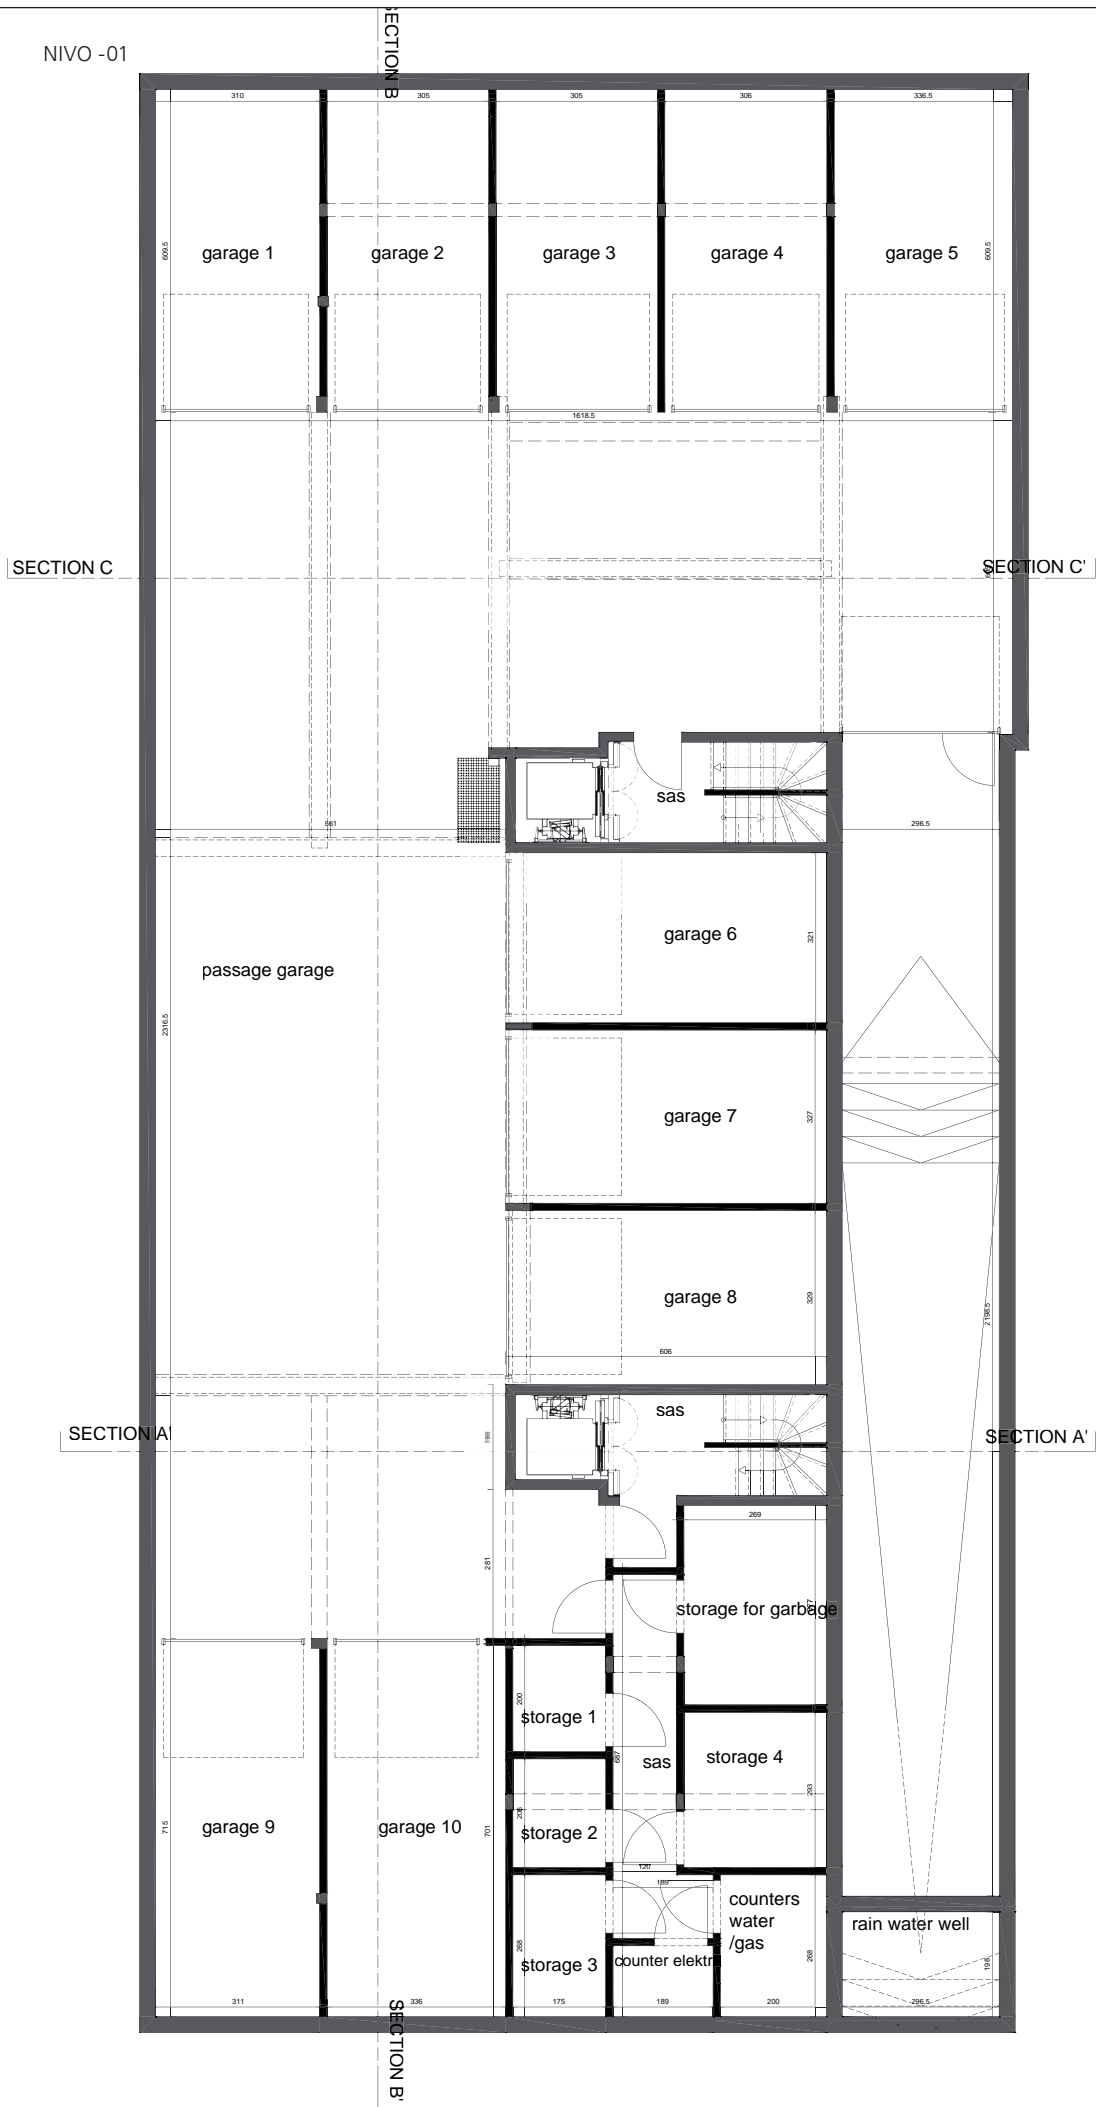 SECTION B
NIVO -01
310
305
305
306
336.5
609.5
garage 1
garage 2
garage 3
garage 4
garage 5
609.5
1618.5
SECTION C
SECTION C'
sas
661
296.5
garage 6
321
passage garage
2316.5
garage 7
327
garage 8
329
2198.5
606
sas
SECTION A'
198
SECTION A'
269
281
storage for garbage
200
storage 1
687
sas
storage 4
293
715
garage 9
garage 10
701
206
storage 2
120
189
counters
water
/gas
rain water well
268
storage 3
counter elektr
268
198
311
336
175
189
200
296.5
SECTION B'